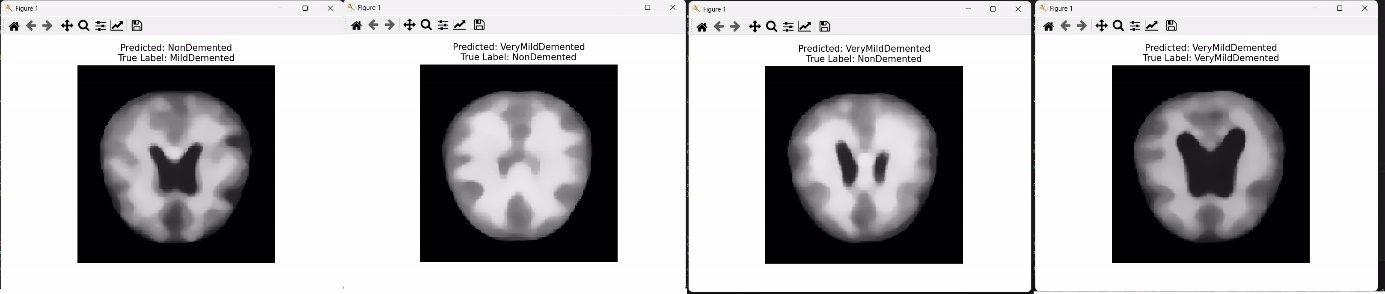 Figure 1
Predicted: NonDemented
True Label: MildDemented
Figure 1
Predicted: VeryMildDemented
True Label: NonDemented
Figure 1
Predicted: VeryMildDemented
True Label: NonDemented
Figure 1
Predicted: VeryMildDemented
True Label: VeryMildDemented